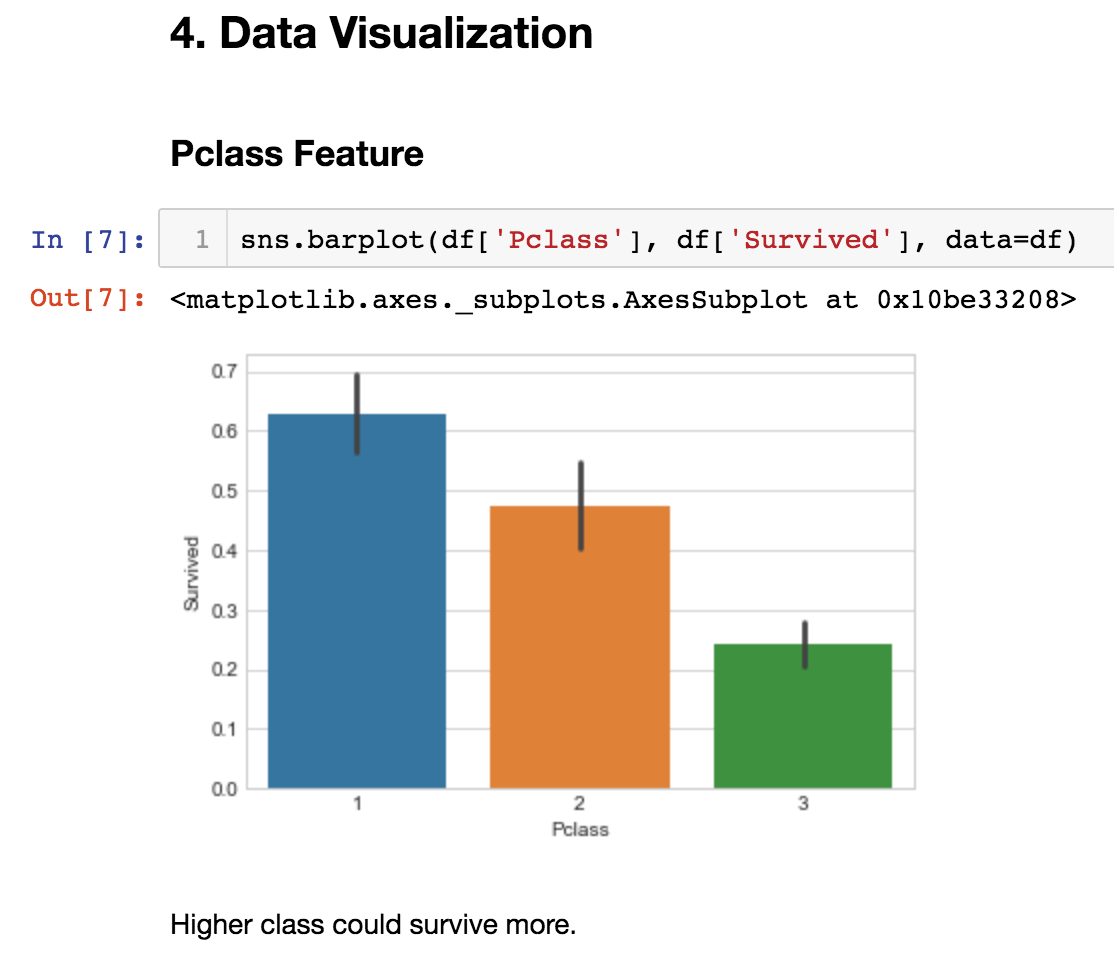 4. Data Visualization
Pclass Feature
In [7]: 1 sns.barplot(df['Pclass'], df['Survived'], data=df)
Out[7]: <matplotlib.axes._subplots.AxesSubplot at 0x10be33208>
0.7
0.6
0.5
0.4
0.3
0.2
0.1
0.0
Survived
1 2 3
Pclass
Higher class could survive more.